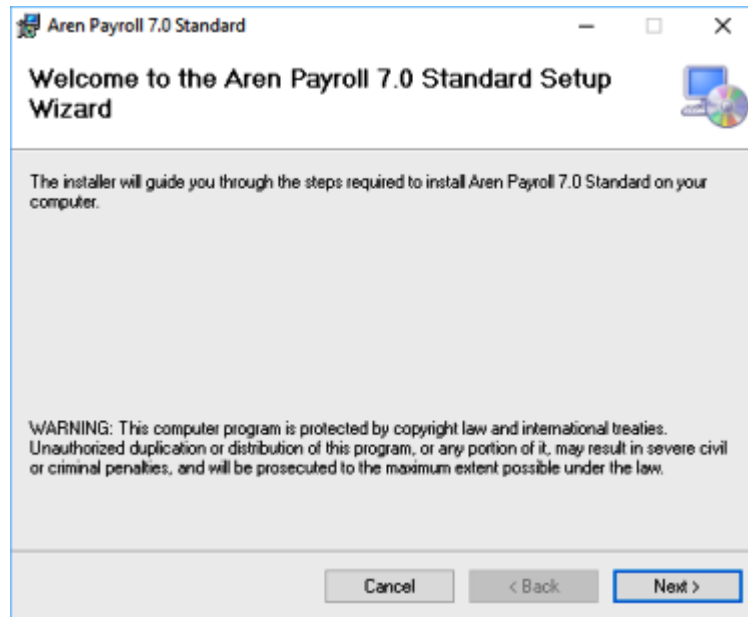 Aren Payroll 7.0 Standard
Welcome to the Aren Payroll 7.0 Standard Setup
Wizard
The installer will guide you through the steps required to install Aren Payroll 7.0 Standard on your
computer.
WARNING: This computer program is protected by copyright law and international treaties.
Unauthorized duplication or distribution of this program, or any portion of it, may result in severe civil
or criminal penalties, and will be prosecuted to the maximum extent possible under the law.
Cancel < Back Next >